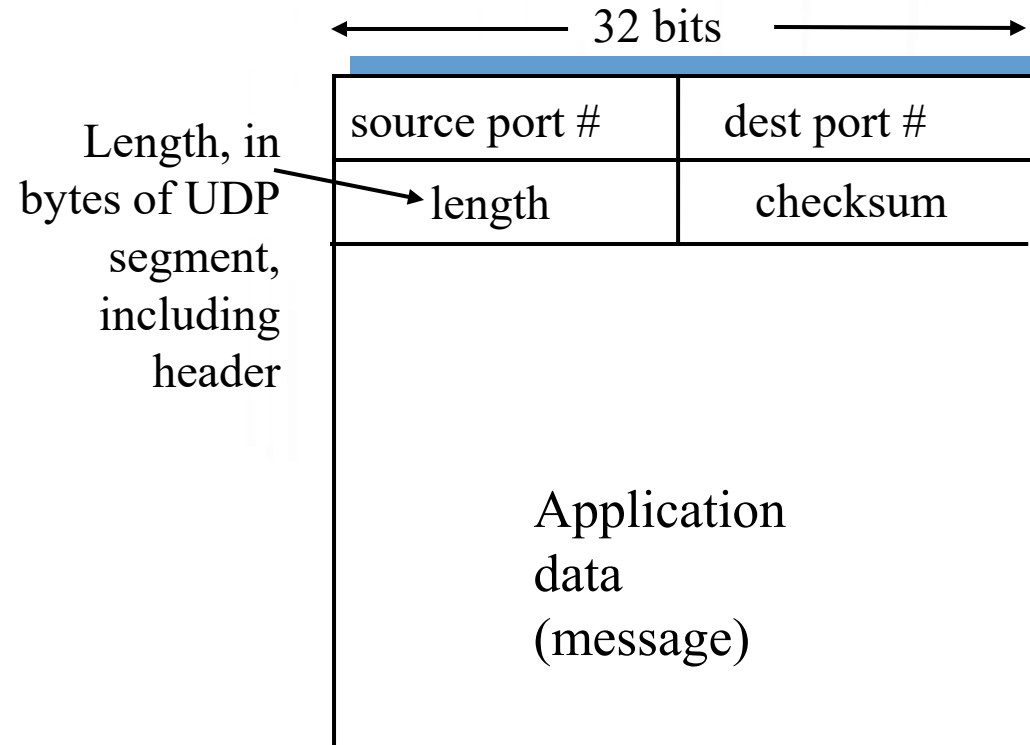 32 bits
source port #
dest port #
Length, in
bytes of UDP
segment,
including
header
length
checksum
Application
data
(message)